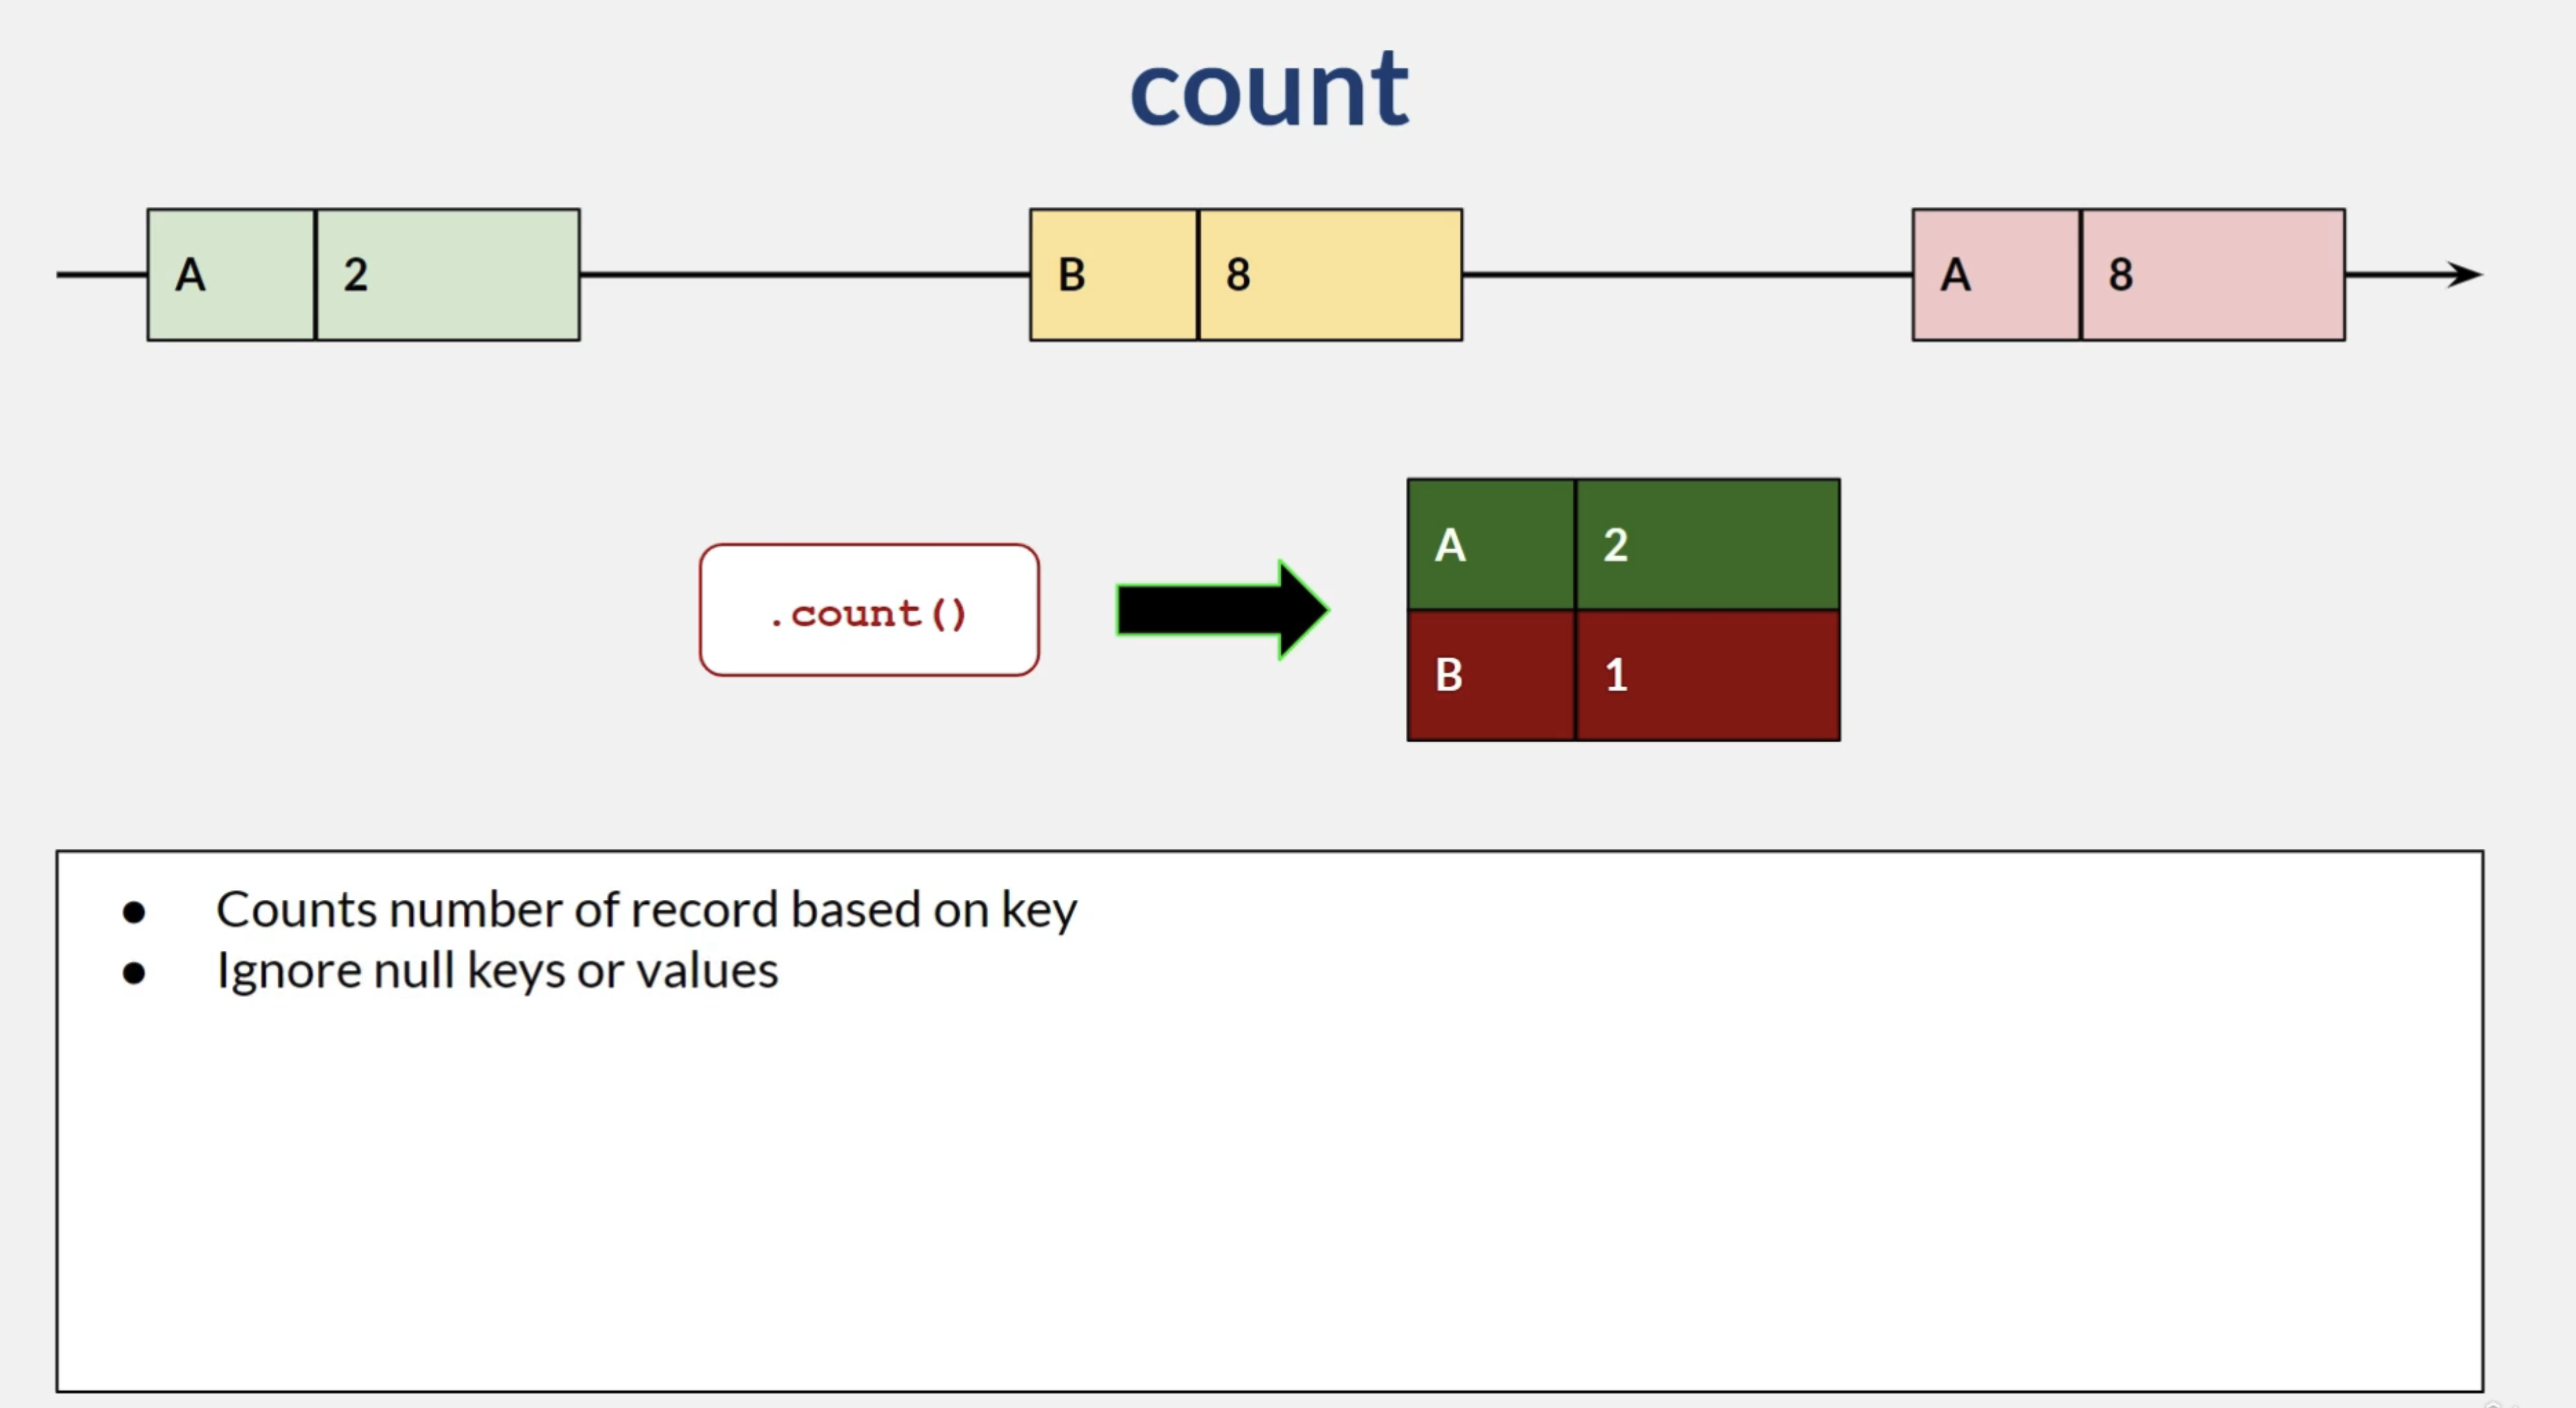 count
A 2
B 8
A 8
.count()
A 2
B 1
● Counts number of record based on key
● Ignore null keys or values